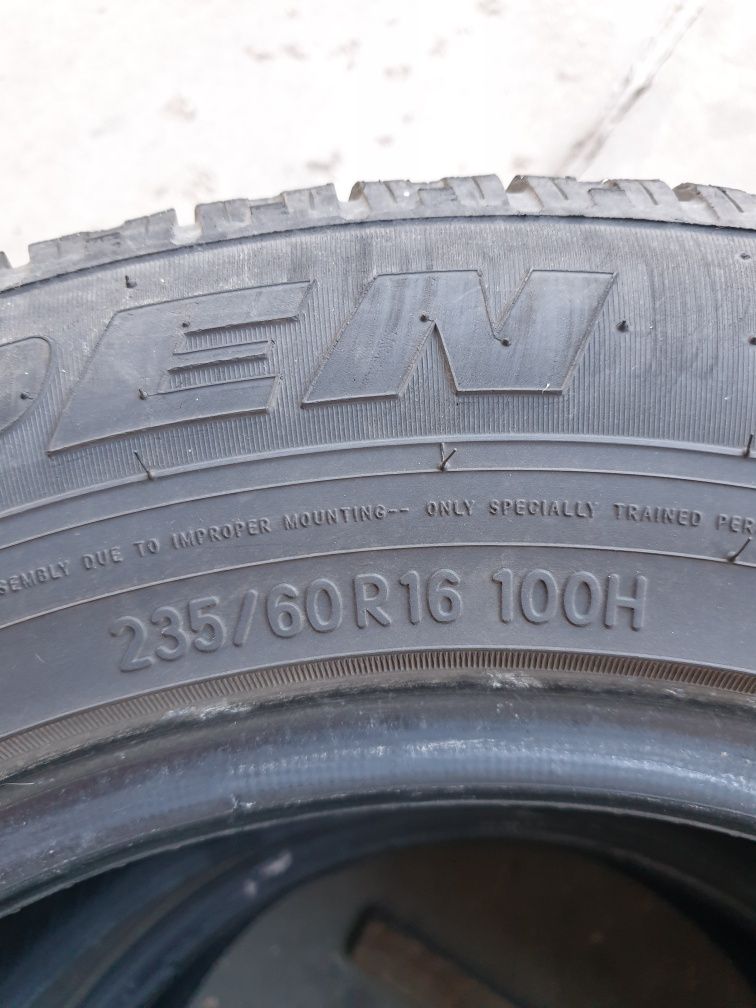 DEN
SEMBLY DUE TO IMPROPER MOUNTING-- ONLY SPECIALLY TRAINED PER
235/60R16 100H